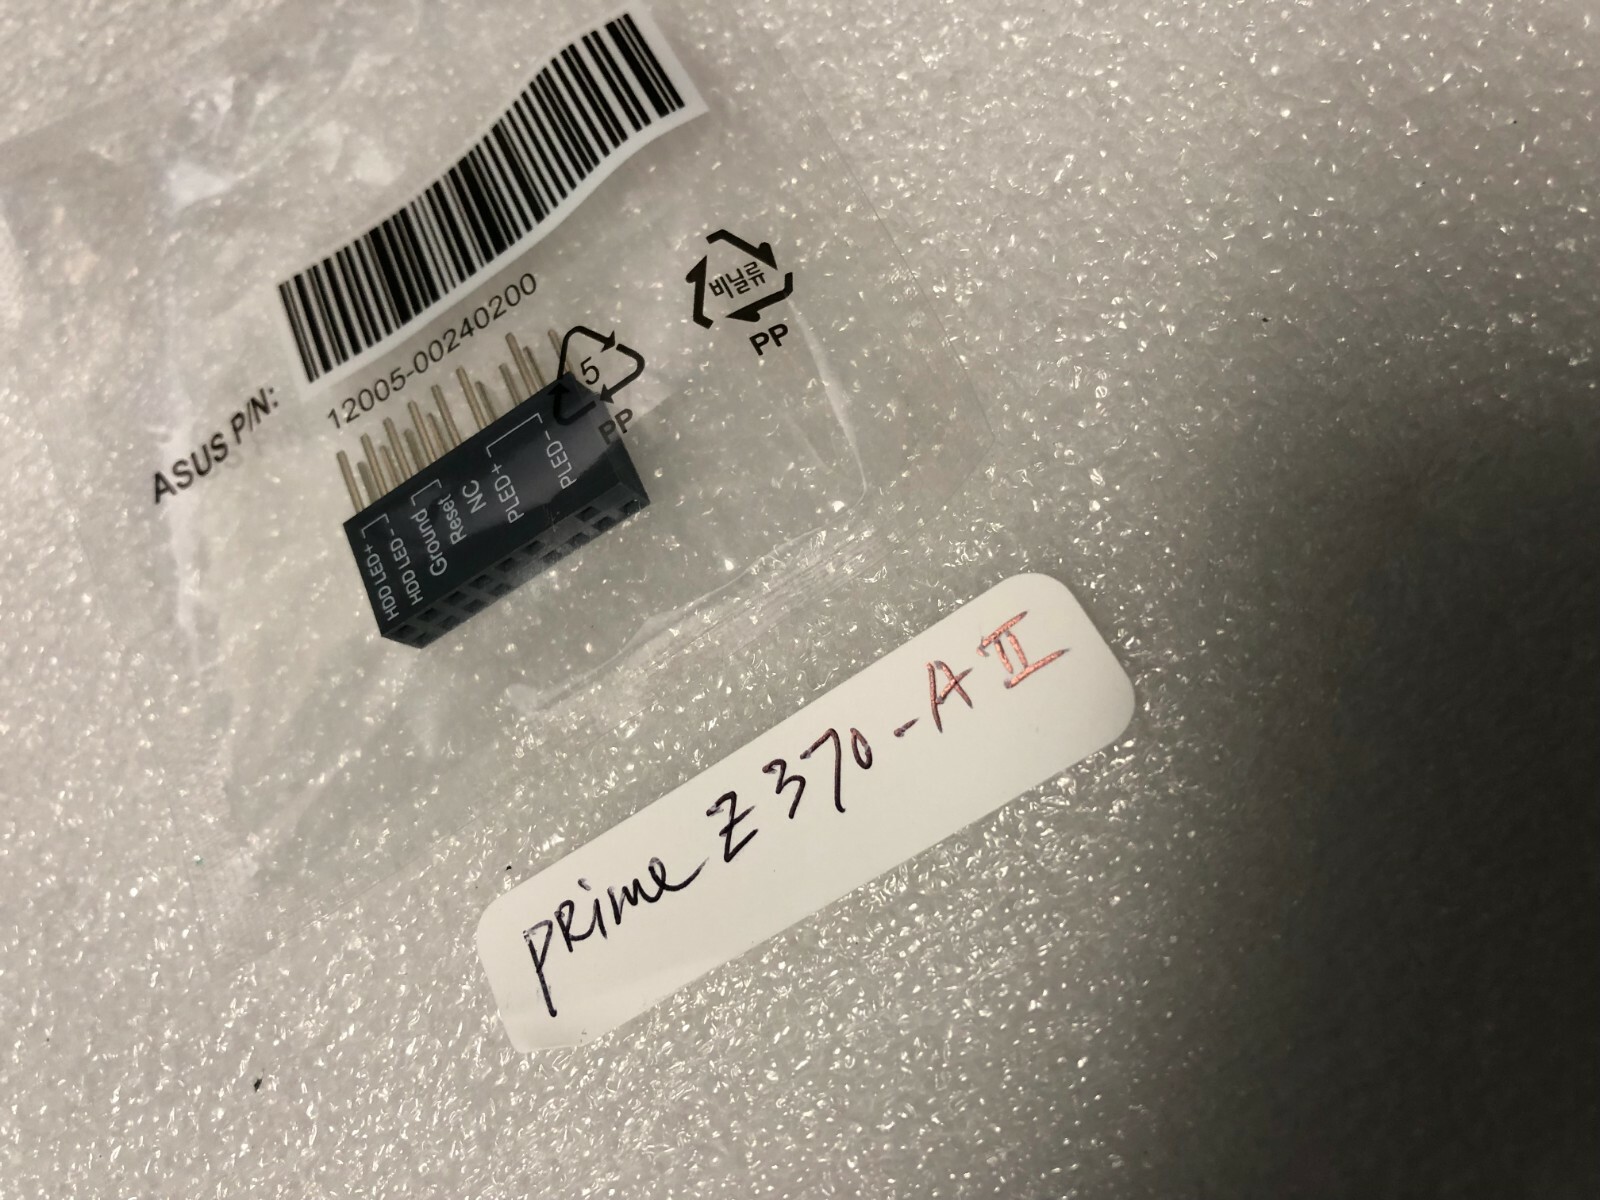 ASUS P/N:
12005-00240200
비닐류
PP
5
PP
HDD LED+
HDD LED-
Ground
Reset
NC
PLED+
PLED-
PRime Z370-A II